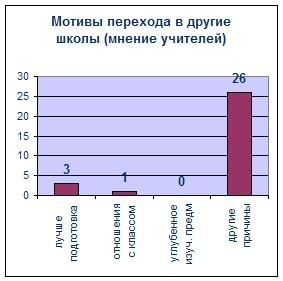 Мотивы перехода в другие
школы (мнение учителей)
30
25
20
15
10
5
0
3
1
0
26
лучше
подготовка
отношения
с классом
углубенное
изуч. предм
другие
причины